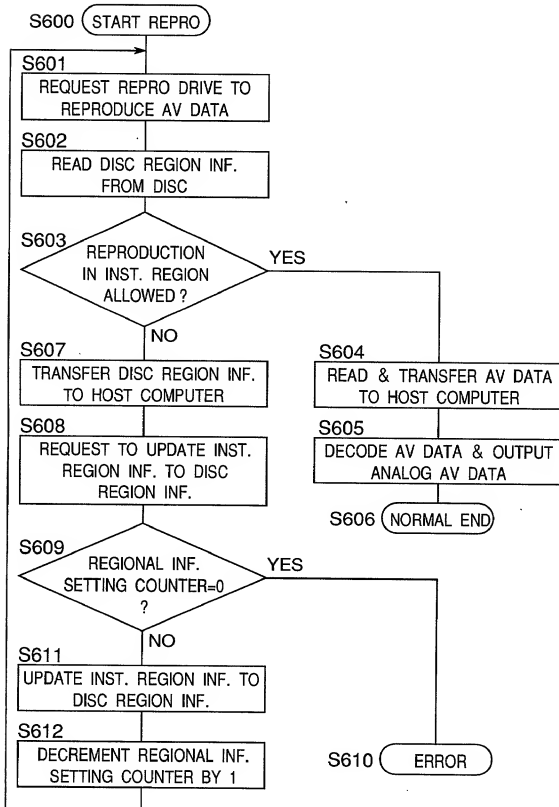 S600 START REPRO
S601
REQUEST REPRO DRIVE TO
REPRODUCE AV DATA
S602
READ DISC REGION INF.
FROM DISC
S603
REPRODUCTION
IN INST. REGION
ALLOWED ?
YES
NO
S604
READ & TRANSFER AV DATA
TO HOST COMPUTER
S605
DECODE AV DATA & OUTPUT
ANALOG AV DATA
S606 NORMAL END
S607
TRANSFER DISC REGION INF.
TO HOST COMPUTER
S608
REQUEST TO UPDATE INST.
REGION INF. TO DISC
REGION INF.
S609
REGIONAL INF.
SETTING COUNTER=0
?
YES
NO
S611
UPDATE INST. REGION INF. TO
DISC REGION INF.
S612
DECREMENT REGIONAL INF.
SETTING COUNTER BY 1
S610 ERROR